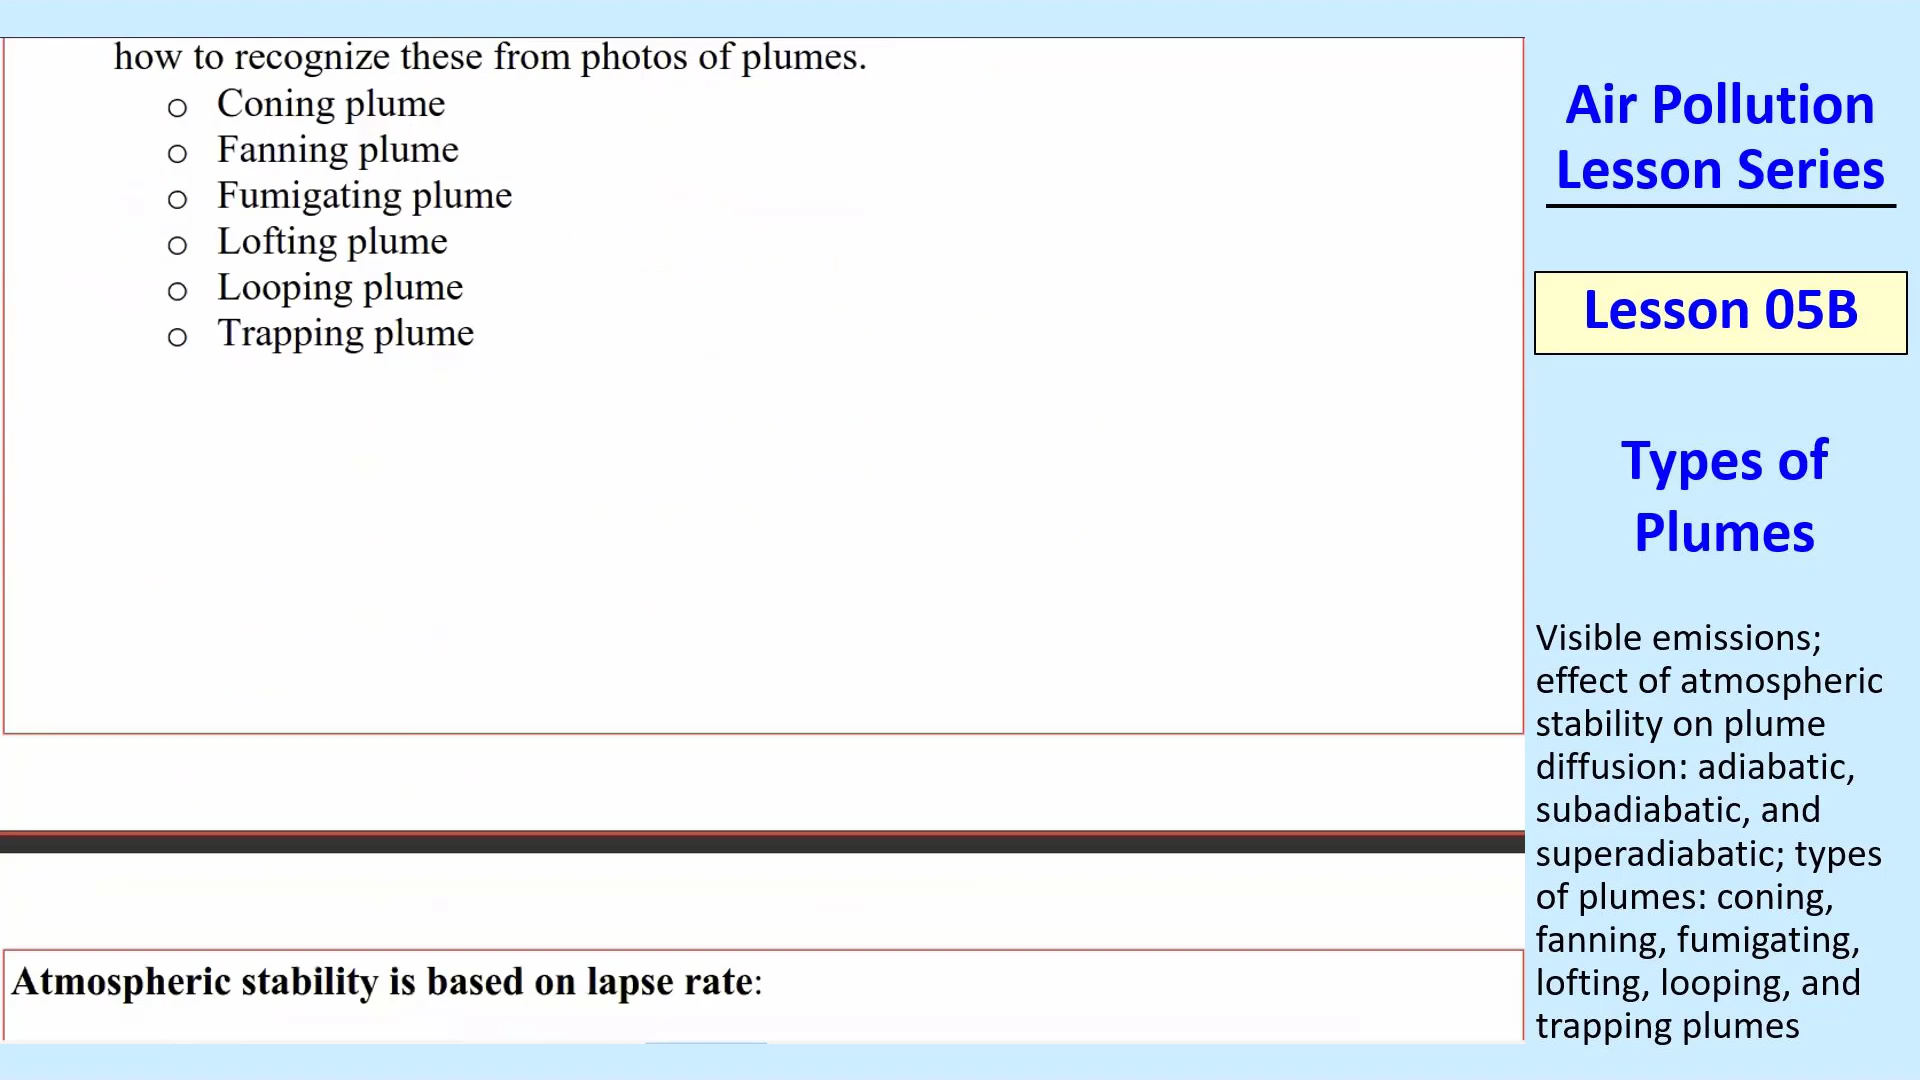 how to recognize these from photos of plumes.
o Coning plume
o Fanning plume
o Fumigating plume
o Lofting plume
o Looping plume
o Trapping plume
Atmospheric stability is based on lapse rate:
Air Pollution
Lesson Series
Lesson 05B
Types of
Plumes
Visible emissions;
effect of atmospheric
stability on plume
diffusion: adiabatic,
subadiabatic, and
superadiabatic; types
of plumes: coning,
fanning, fumigating,
lofting, looping, and
trapping plumes